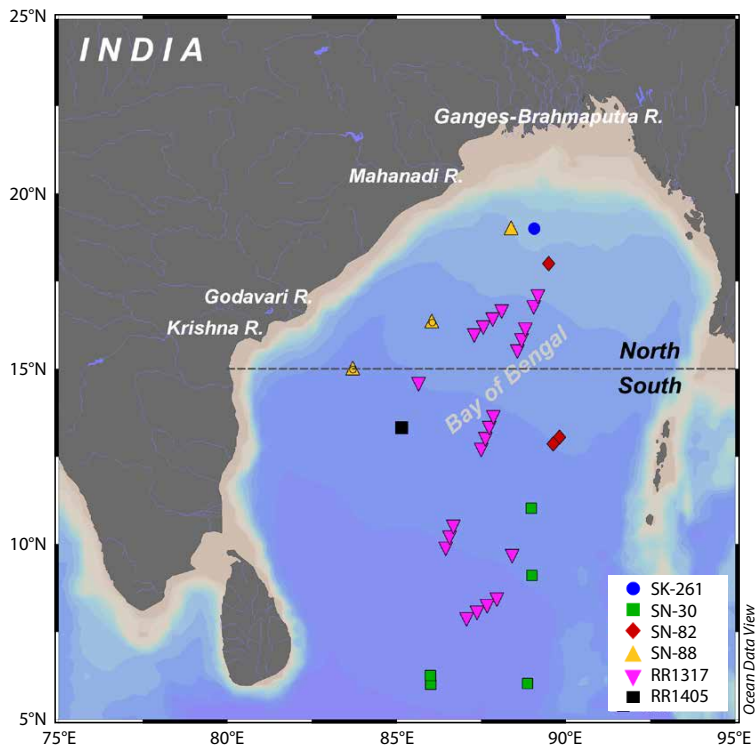 25°N
INDIA
Ganges-Brahmaputra R.
20°N
Mahanadi R.
Godavari R.
Krishna R.
15°N
North
South
Bay of Bengal
10°N
SK-261
SN-30
SN-82
SN-88
RR1317
RR1405
Ocean Data View
5°N
75°E
80°E
85°E
90°E
95°E